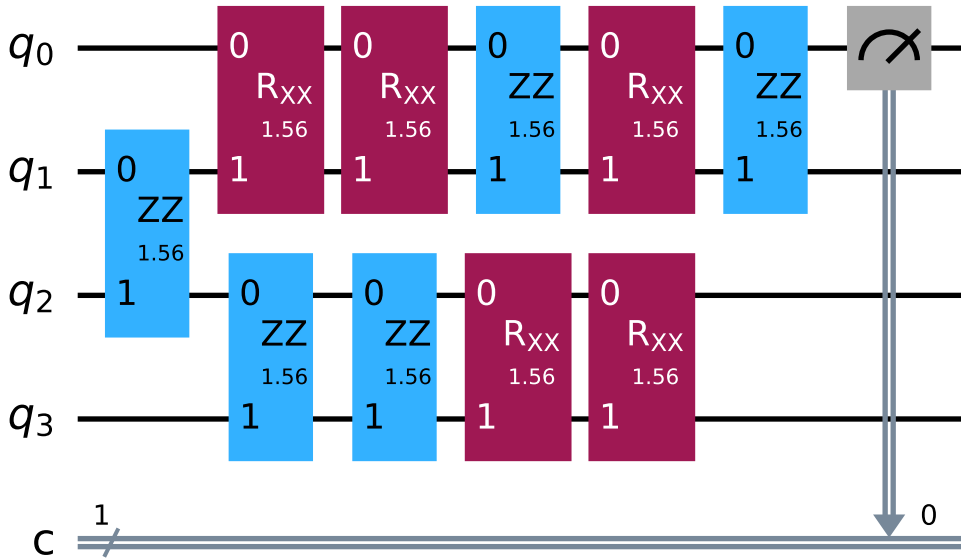 q0 0 0 0 0 0
RXX RXX ZZ RXX ZZ
1.56 1.56 1.56 1.56 1.56
q1 0 1 1 1 1 1
ZZ
1.56
q2 1 0 0 0 0
ZZ ZZ RXX RXX
1.56 1.56 1.56 1.56
q3 1 1 1 1
1 0
c